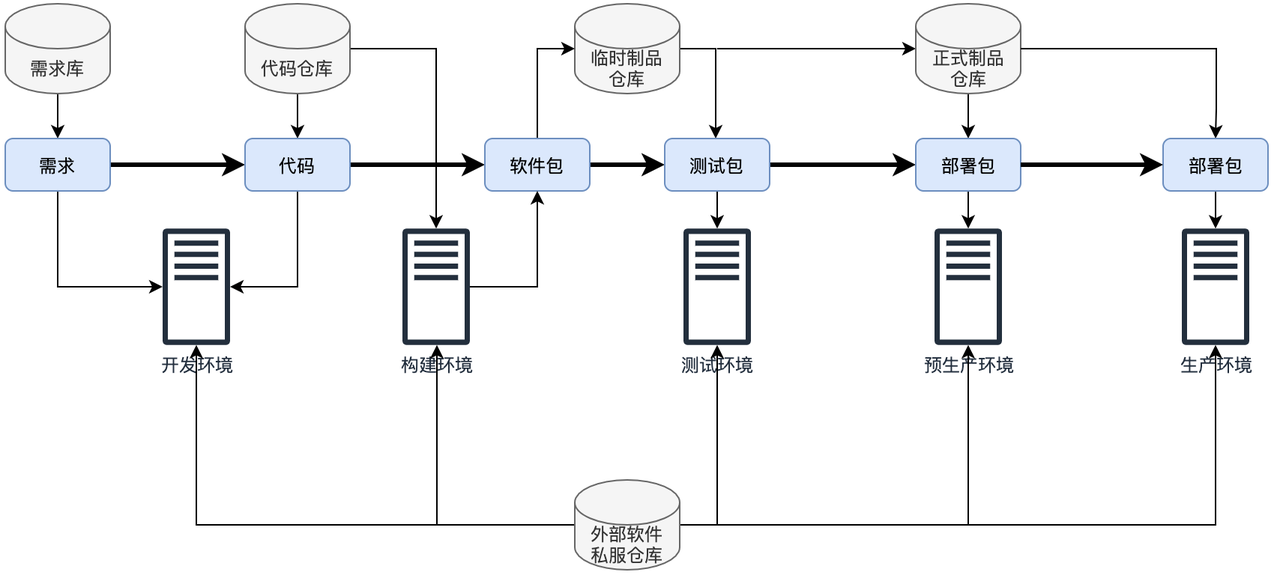 需求库
代码仓库
临时制品
仓库
正式制品
仓库
需求
代码
软件包
测试包
部署包
部署包
开发环境
构建环境
测试环境
预生产环境
生产环境
外部软件
私服仓库